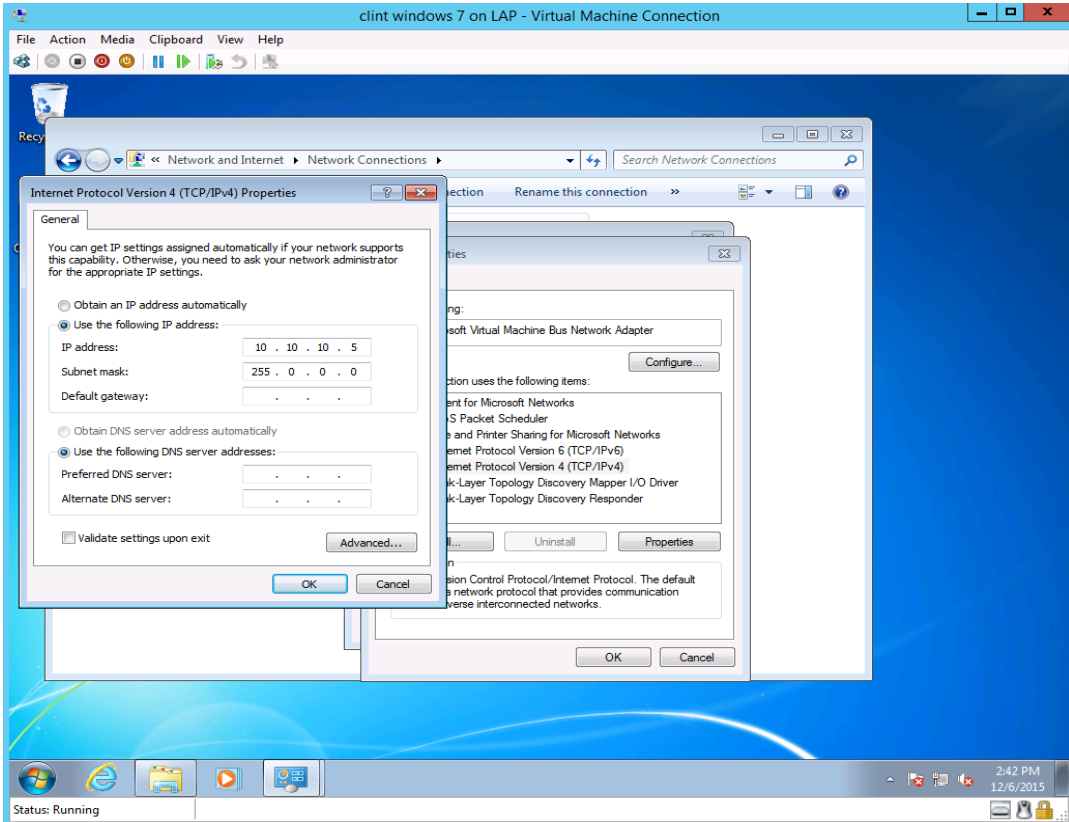 clint windows 7 on LAP - Virtual Machine Connection
File Action Media Clipboard View Help
Recy
« Network and Internet Network Connections
Search Network Connections
Rename this connection »
Internet Protocol Version 4 (TCP/IPv4) Properties
General
You can get IP settings assigned automatically if your network supports
this capability. Otherwise, you need to ask your network administrator
for the appropriate IP settings.
Obtain an IP address automatically
Use the following IP address:
IP address: 10 . 10 . 10 . 5
Subnet mask: 255 . 0 . 0 . 0
Default gateway: . . .
Obtain DNS server address automatically
Use the following DNS server addresses:
Preferred DNS server: . . .
Alternate DNS server: . . .
Validate settings upon exit
Advanced...
OK Cancel
ties
ng:
soft Virtual Machine Bus Network Adapter
Configure...
ction uses the following items:
ent for Microsoft Networks
S Packet Scheduler
e and Printer Sharing for Microsoft Networks
ernet Protocol Version 6 (TCP/IPv6)
ernet Protocol Version 4 (TCP/IPv4)
k-Layer Topology Discovery Mapper I/O Driver
k-Layer Topology Discovery Responder
l... Uninstall Properties
n
sion Control Protocol/Internet Protocol. The default
a network protocol that provides communication
verse interconnected networks.
OK Cancel
2:42 PM
12/6/2015
Status: Running